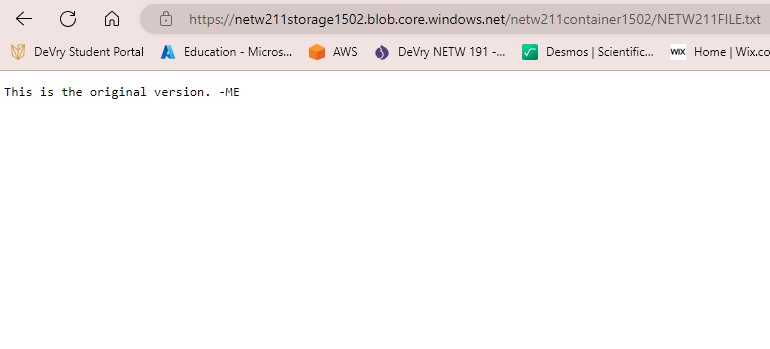 https://netw211storage1502.blob.core.windows.net/netw211container1502/NETW211FILE.txt
DeVry Student Portal Education - Micros... AWS DeVry NETW 191 -... Desmos | Scientific... WIX Home | Wix.co
This is the original version. -ME